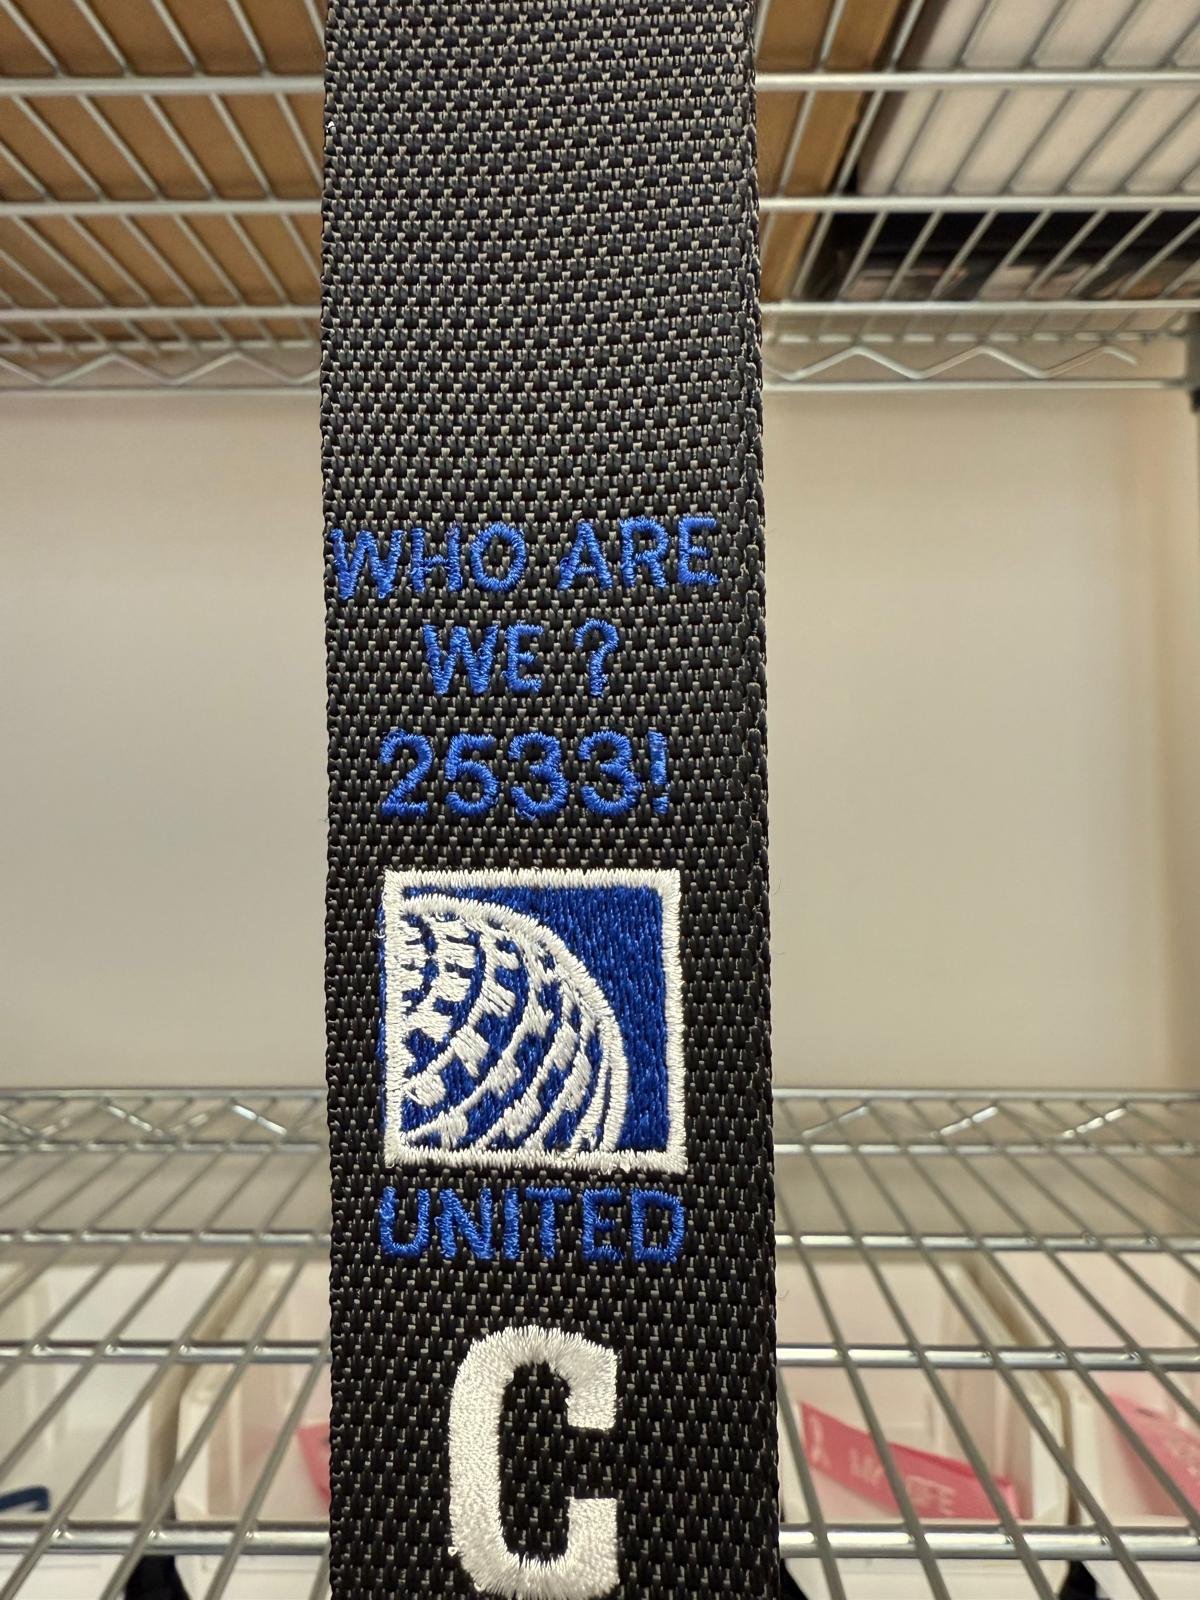 WHO ARE
WE ?
2533!
UNITED
C